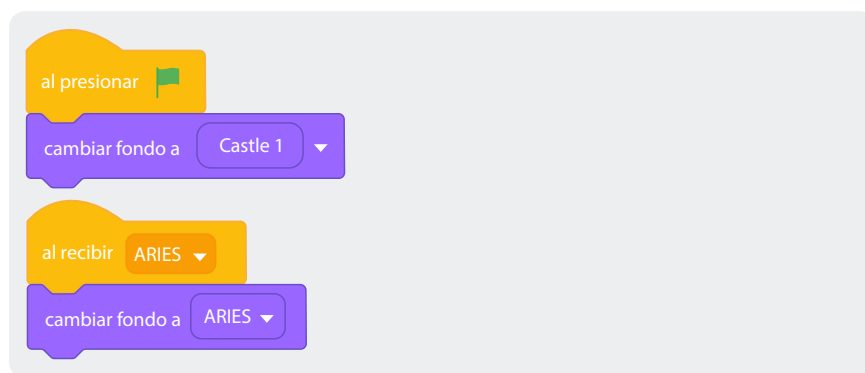 al presionar
cambiar fondo a Castle 1
al recibir ARIES
cambiar fondo a ARIES